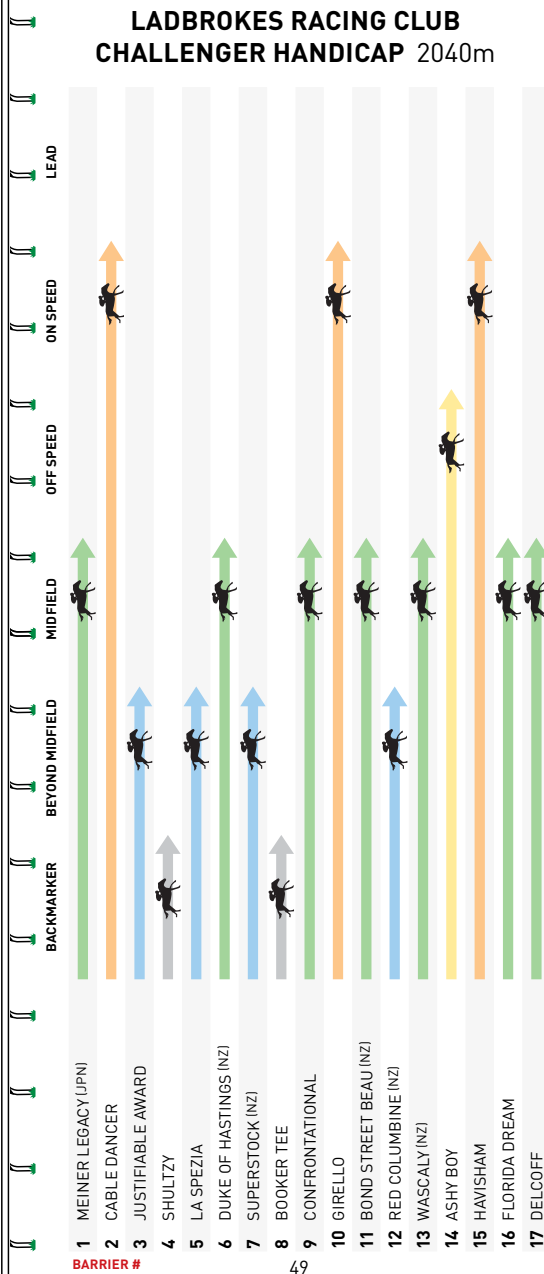 LADBROKES RACING CLUB
CHALLENGER HANDICAP 2040m
LEAD
ON SPEED
OFF SPEED
MIDFIELD
BEYOND MIDFIELD
BACKMARKER
1 MEINER LEGACY (JPN)
2 CABLE DANCER
3 JUSTIFIABLE AWARD
4 SHULTZY
5 LA SPEZIA
6 DUKE OF HASTINGS (NZ)
7 SUPERSTOCK (NZ)
8 BOOKER TEE
9 CONFRONTATIONAL
10 GIRELLO
11 BOND STREET BEAU (NZ)
12 RED COLUMBINE (NZ)
13 WASCALY (NZ)
14 ASHY BOY
15 HAVISHAM
16 FLORIDA DREAM
17 DELCOFF
BARRIER #
49